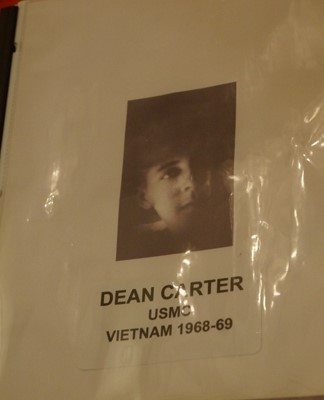 DEAN CARTER
USMC
VIETNAM 1968-69